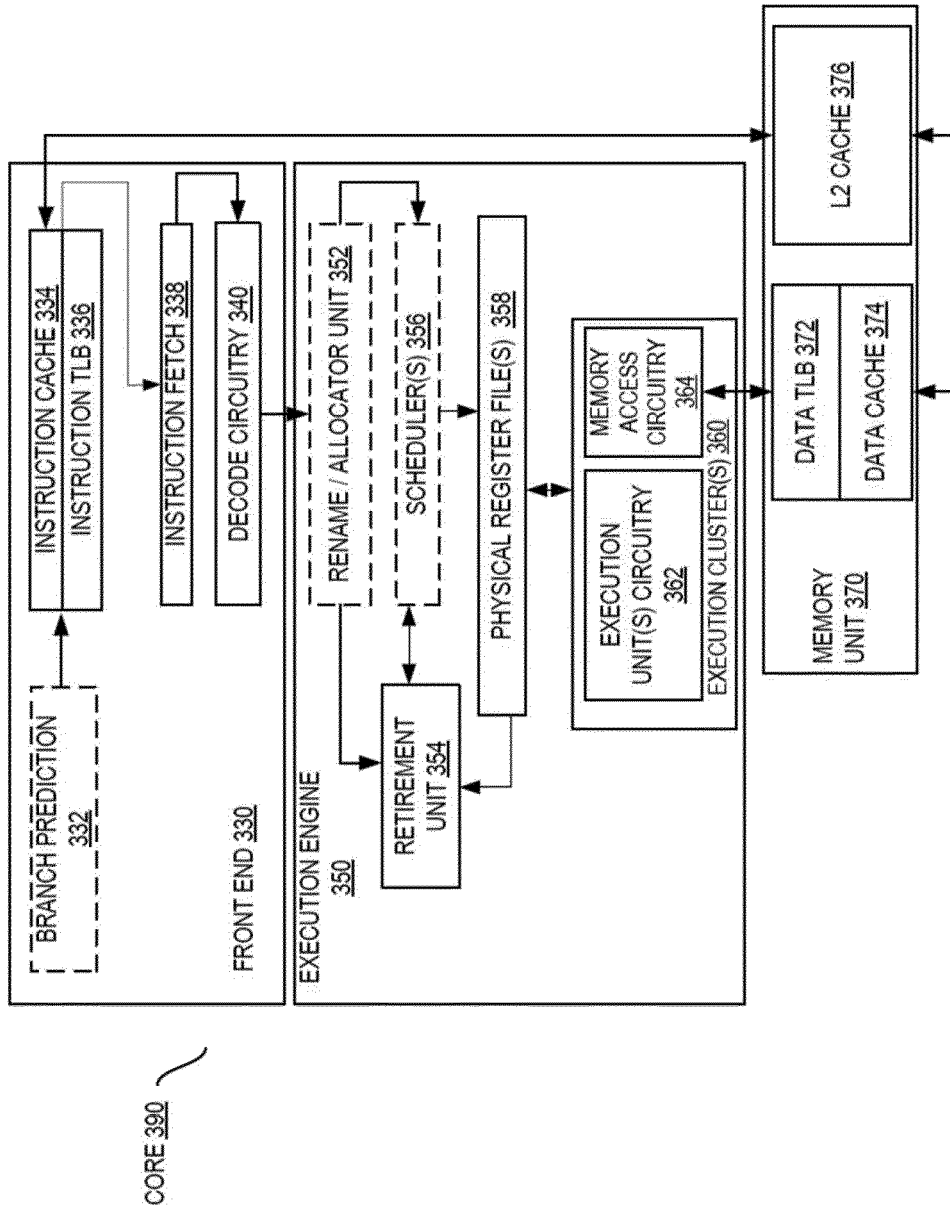 CORE 390
BRANCH PREDICTION
332
INSTRUCTION CACHE 334
INSTRUCTION TLB 336
INSTRUCTION FETCH 338
DECODE CIRCUITRY 340
FRONT END 330
EXECUTION ENGINE
350
RENAME / ALLOCATOR UNIT 352
RETIREMENT
UNIT 354
SCHEDULER(S) 356
PHYSICAL REGISTER FILE(S) 358
EXECUTION
UNIT(S) CIRCUITRY
362
MEMORY
ACCESS
CIRCUITRY
364
EXECUTION CLUSTER(S) 360
MEMORY
UNIT 370
DATA TLB 372
DATA CACHE 374
L2 CACHE 376